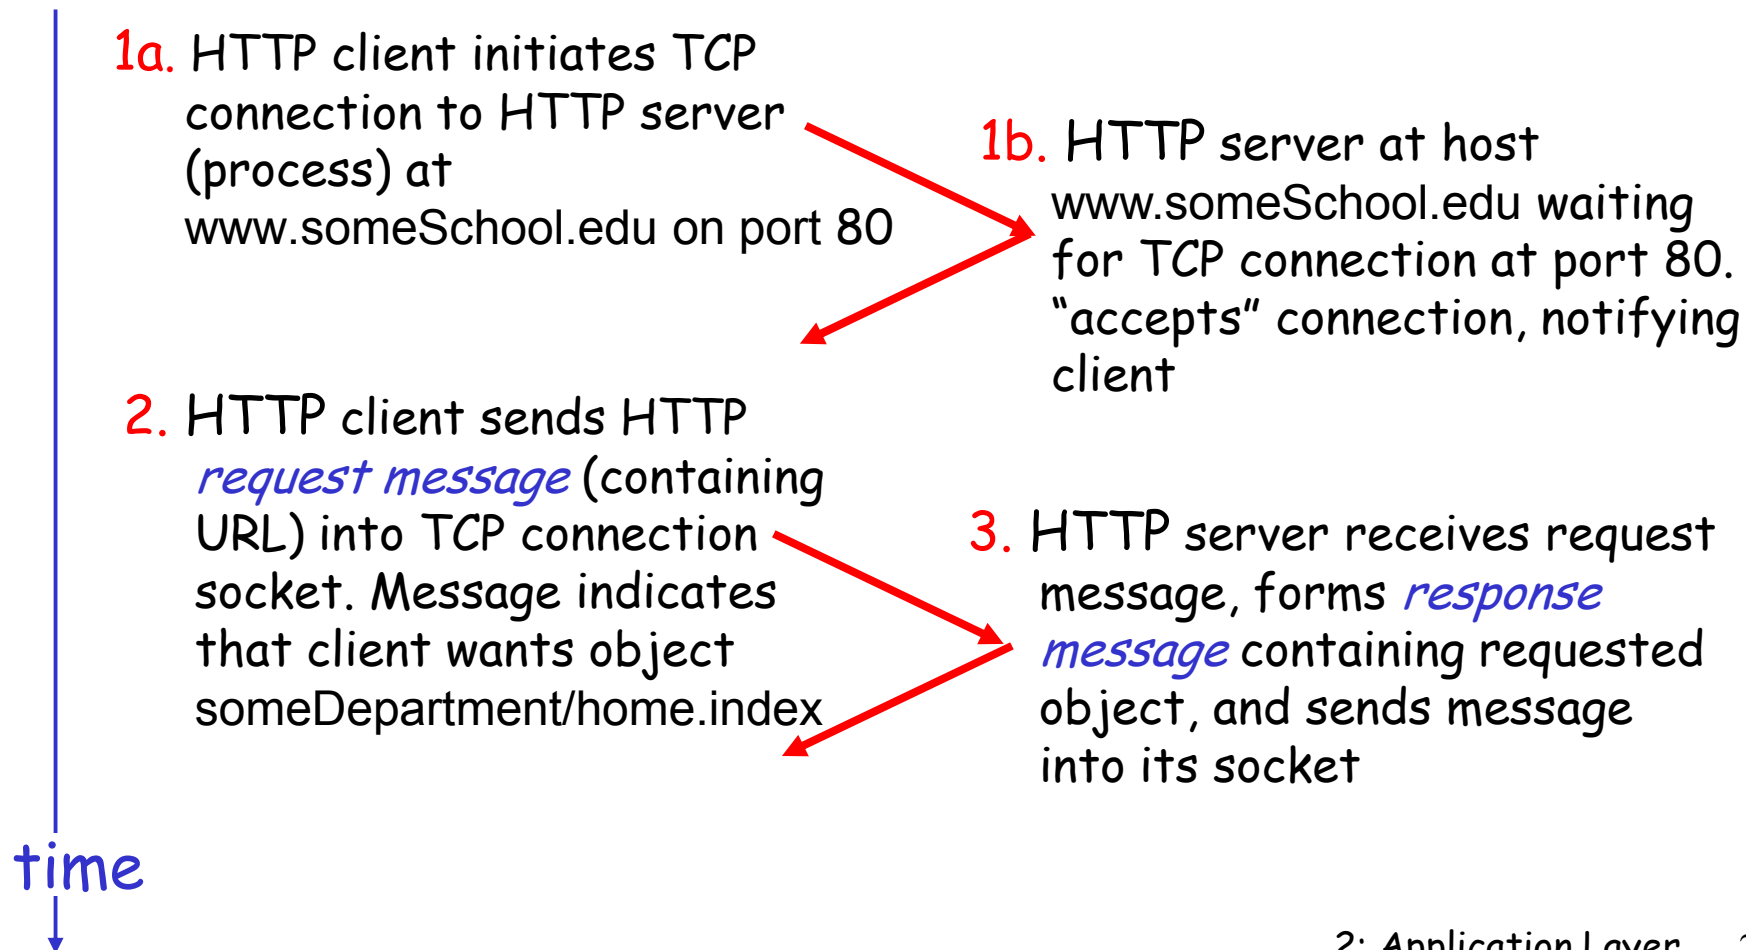 1a. HTTP client initiates TCP
connection to HTTP server
(process) at
www.someSchool.edu on port 80
1b. HTTP server at host
www.someSchool.edu waiting
for TCP connection at port 80.
“accepts” connection, notifying
client
2. HTTP client sends HTTP
request message (containing
URL) into TCP connection
socket. Message indicates
that client wants object
someDepartment/home.index
3. HTTP server receives request
message, forms response
message containing requested
object, and sends message
into its socket
time
2: Application Layer